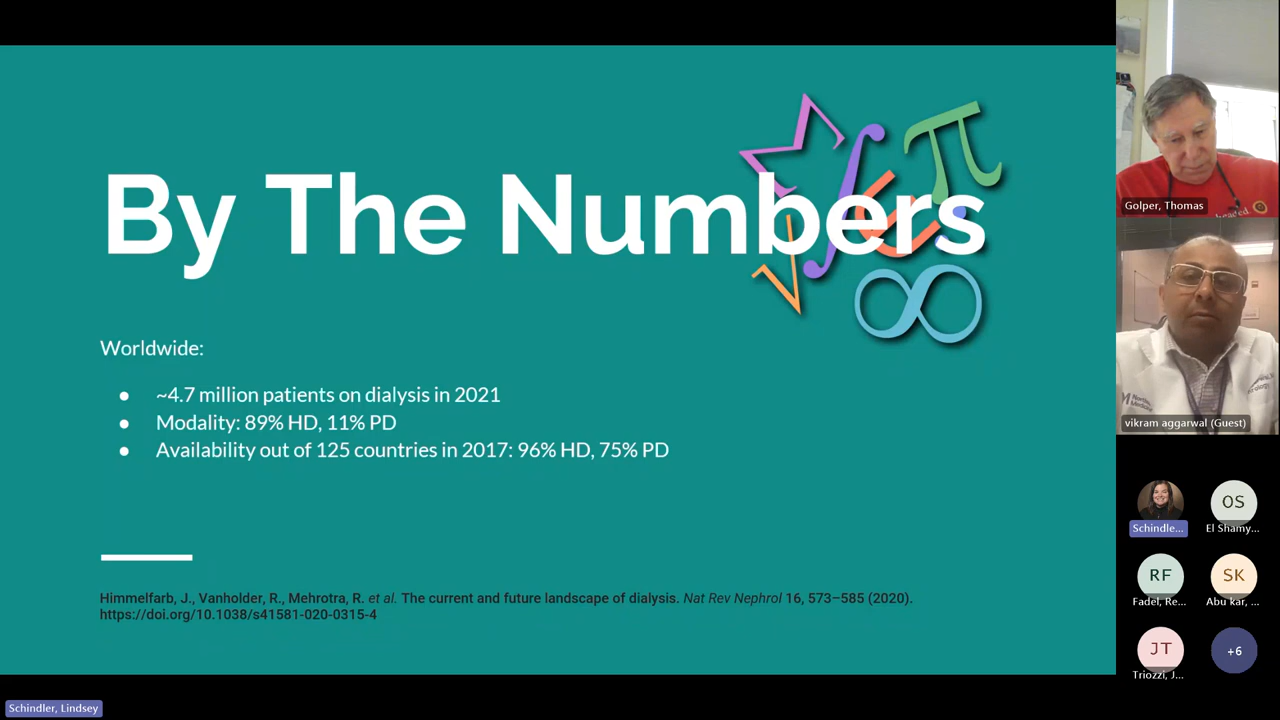 By The Numbers
Worldwide:
● ~4.7 million patients on dialysis in 2021
● Modality: 89% HD, 11% PD
● Availability out of 125 countries in 2017: 96% HD, 75% PD
Himmelfarb, J., Vanholder, R., Mehrotra, R. et al. The current and future landscape of dialysis. Nat Rev Nephrol 16, 573–585 (2020).
https://doi.org/10.1038/s41581-020-0315-4
Golper, Thomas
vikram aggarwal (Guest)
Schindle...
OS
El Shamy...
RF
Fadel, Re...
SK
Abu kar, ...
JT
Triozzi, J...
+6
Schindler, Lindsey